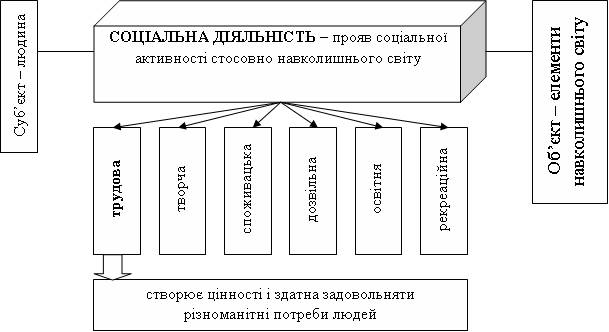 Суб’єкт – людина
СОЦІАЛЬНА ДІЯЛЬНІСТЬ – прояв соціальної
активності стосовно навколишнього світу
Об’єкт – елементи
навколишнього світу
трудова
творча
споживацька
дозвільна
освітня
рекреаційна
створює цінності і здатна задовольняти
різноманітні потреби людей